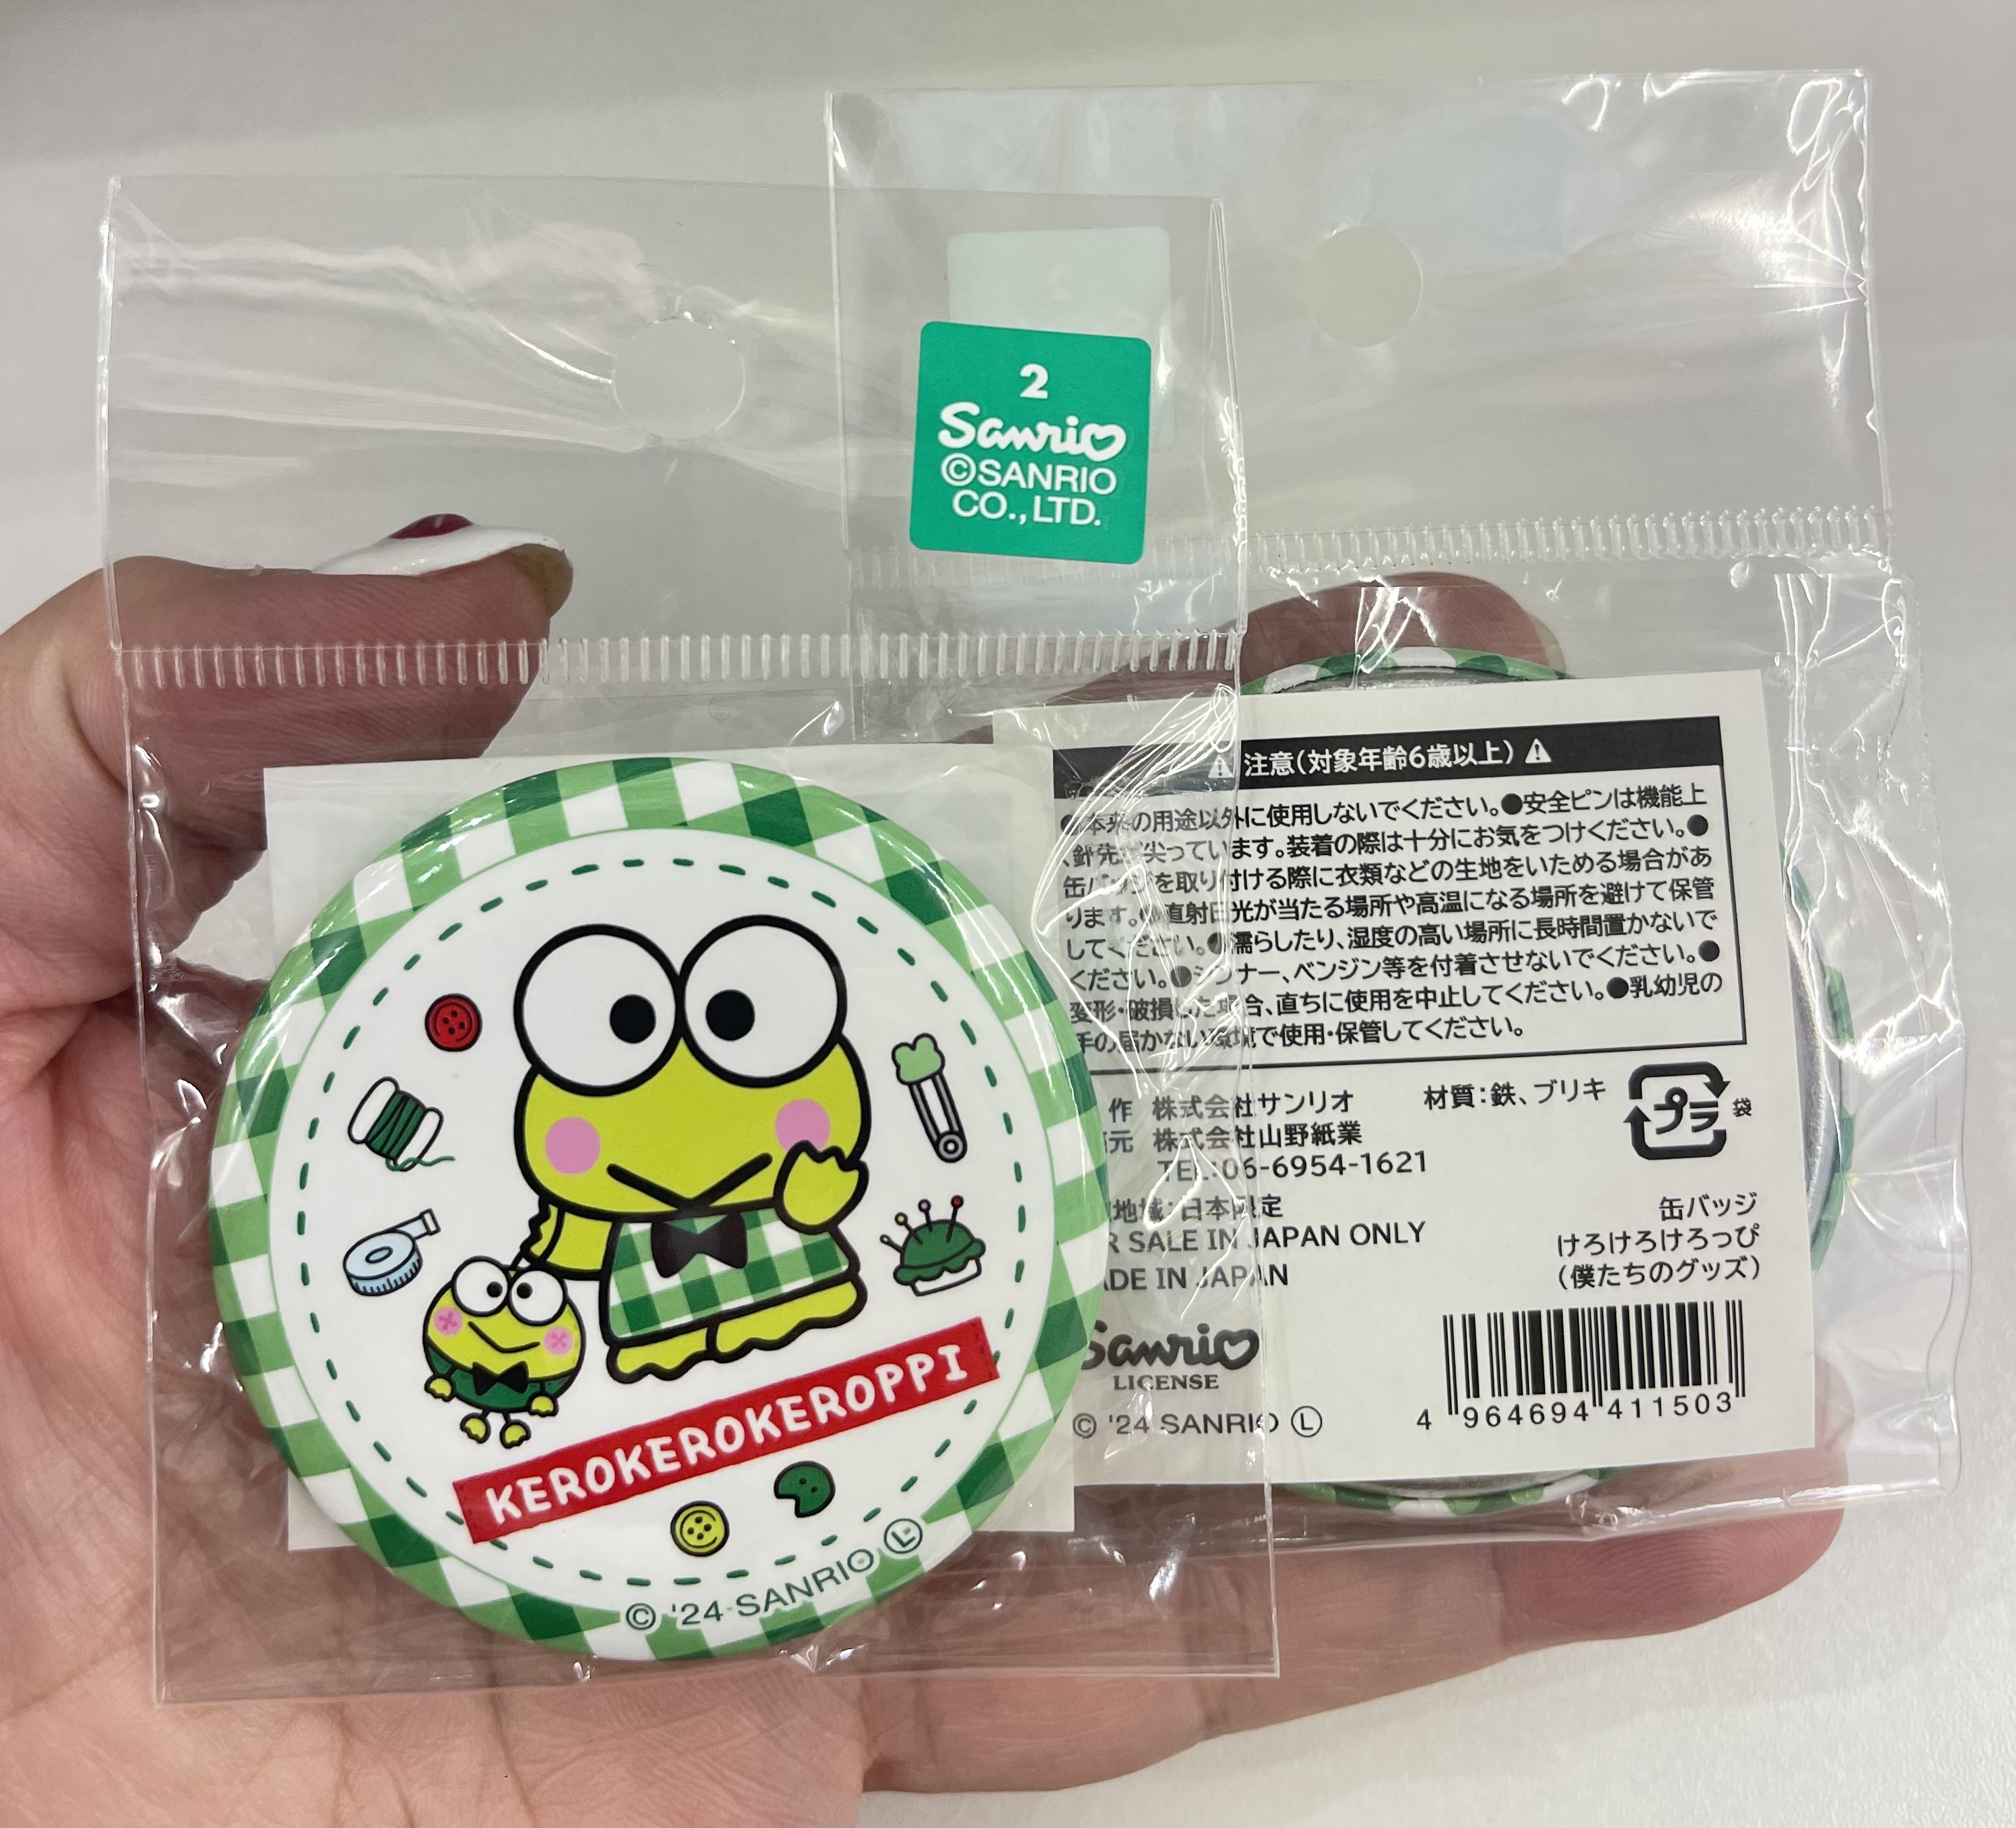 2
Sanrio
©SANRIO
CO.,LTD.
KEROKEROKEROPPI
© '24 SANRIO Ⓛ
⚠ 注意(対象年齢6歳以上) ⚠
●本来の用途以外に使用しないでください。●安全ピンは機能上
、針先が尖っています。装着の際は十分にお気をつけください。●
缶バッジを取り付ける際に衣類などの生地をいためる場合があ
ります。●直射日光が当たる場所や高温になる場所を避けて保管
してください。●濡らしたり、湿度の高い場所に長時間置かないで
ください。●シンナー、ベンジン等を付着させないでください。●
変形・破損した場合、直ちに使用を中止してください。●乳幼児の
手の届かない環境で使用・保管してください。
作 株式会社サンリオ
元 株式会社山野紙業
TEL:06-6954-1621
材質:鉄、ブリキ
プラ
袋
地域:日本限定
R SALE IN JAPAN ONLY
ADE IN JAPAN
缶バッジ
けろけろけろっぴ
(僕たちのグッズ)
Sanrio
LICENSE
© '24 SANRIO Ⓛ
4 964694 411503